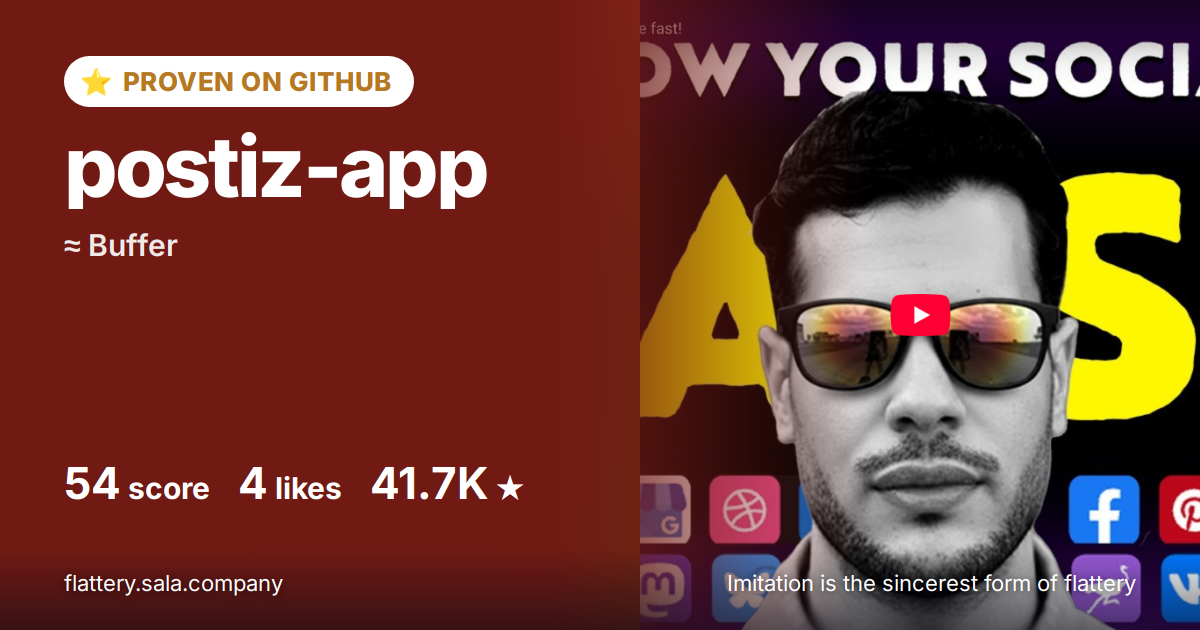 ⭐ PROVEN ON GITHUB
postiz-app
≈ Buffer
54 score 4 likes 41.7K ★
flattery.sala.company
e fast!
OW YOUR SOCIA
A S
G
Imitation is the sincerest form of flattery